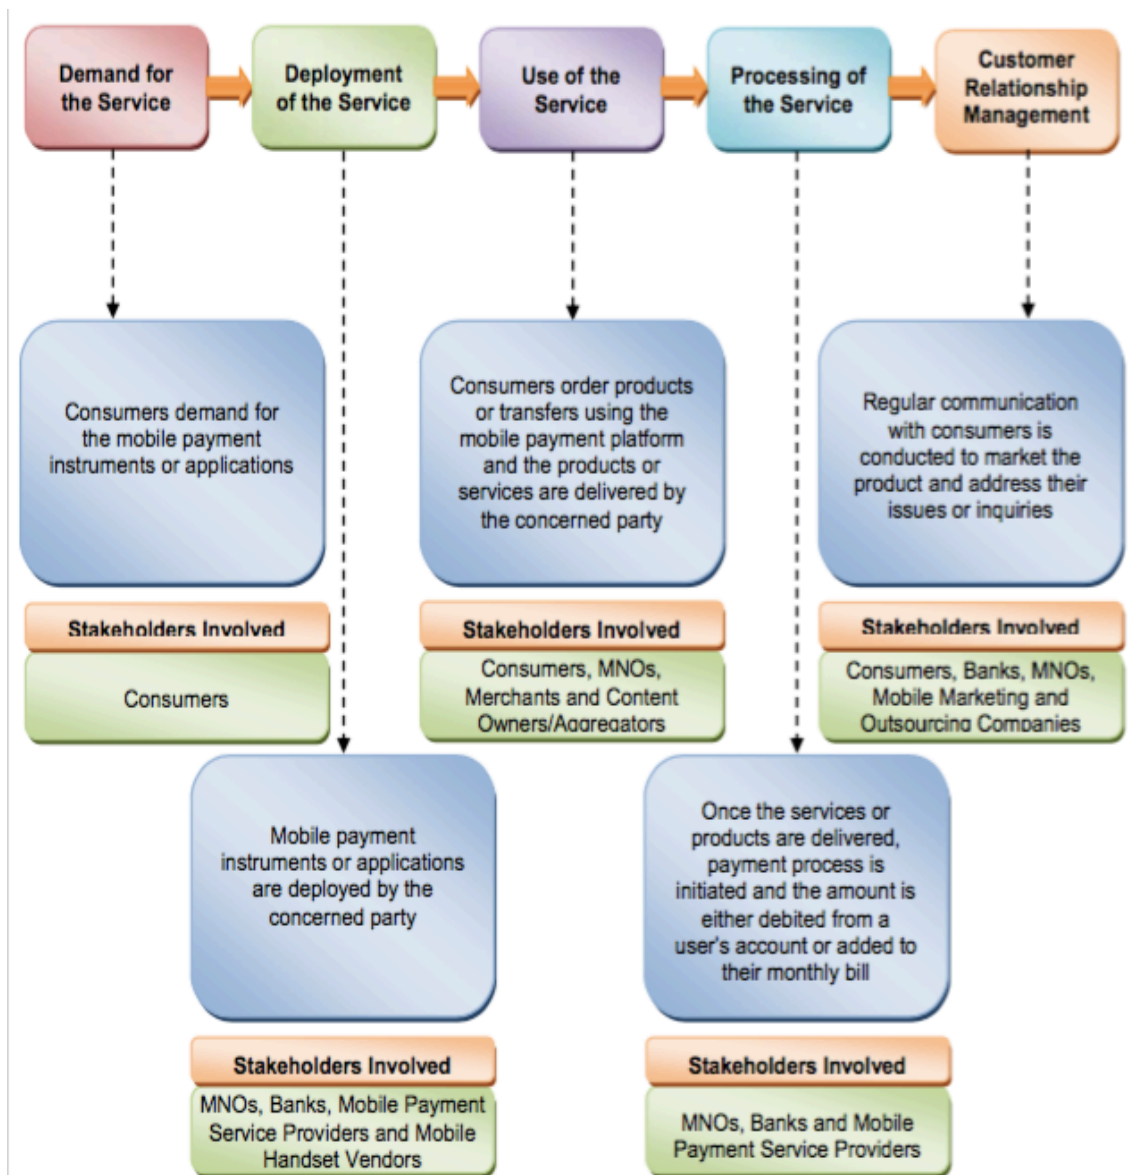 Demand for
the Service
Deployment
of the Service
Use of the
Service
Processing of
the Service
Customer
Relationship
Management
Consumers demand for
the mobile payment
instruments or applications
Stakeholders Involved
Consumers
Consumers order products
or transfers using the
mobile payment platform
and the products or
services are delivered by
the concerned party
Stakeholders Involved
Consumers, MNOs,
Merchants and Content
Owners/Aggregators
Regular communication
with consumers is
conducted to market the
product and address their
issues or inquiries
Stakeholders Involved
Consumers, Banks, MNOs,
Mobile Marketing and
Outsourcing Companies
Mobile payment
instruments or applications
are deployed by the
concerned party
Stakeholders Involved
MNOs, Banks, Mobile Payment
Service Providers and Mobile
Handset Vendors
Once the services or
products are delivered,
payment process is
initiated and the amount is
either debited from a
user's account or added to
their monthly bill
Stakeholders Involved
MNOs, Banks and Mobile
Payment Service Providers